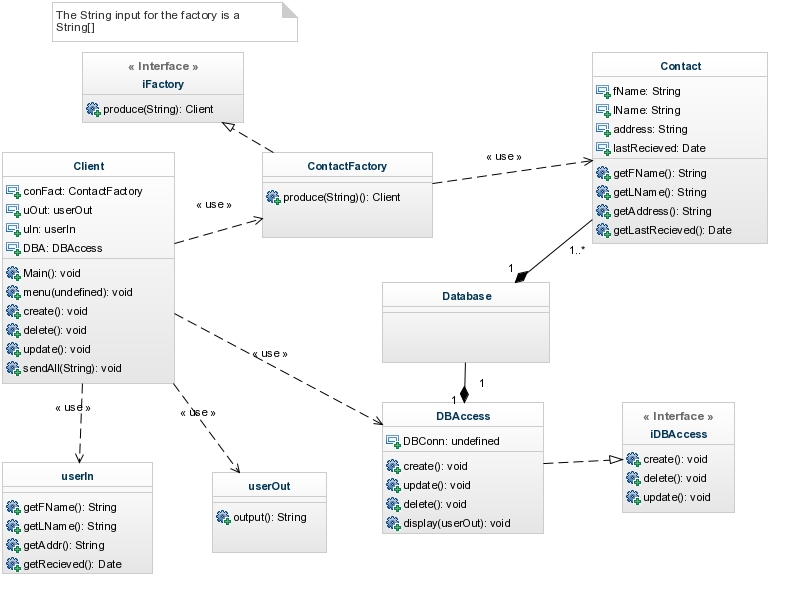 The String input for the factory is a
String[]
« Interface »
iFactory
produce(String): Client
Contact
fName: String
lName: String
address: String
lastRecieved: Date
getFName(): String
getLName(): String
getAddress(): String
getLastRecieved(): Date
Client
conFact: ContactFactory
uOut: userOut
uIn: userIn
DBA: DBAccess
Main(): void
menu(undefined): void
create(): void
delete(): void
update(): void
sendAll(String): void
« use »
ContactFactory
produce(String)(): Client
« use »
1..*
1
Database
« use »
1
1
DBAccess
DBConn: undefined
create(): void
update(): void
delete(): void
display(userOut): void
« Interface »
iDBAccess
create(): void
delete(): void
update(): void
« use »
« use »
userIn
getFName(): String
getLName(): String
getAddr(): String
getRecieved(): Date
userOut
output(): String